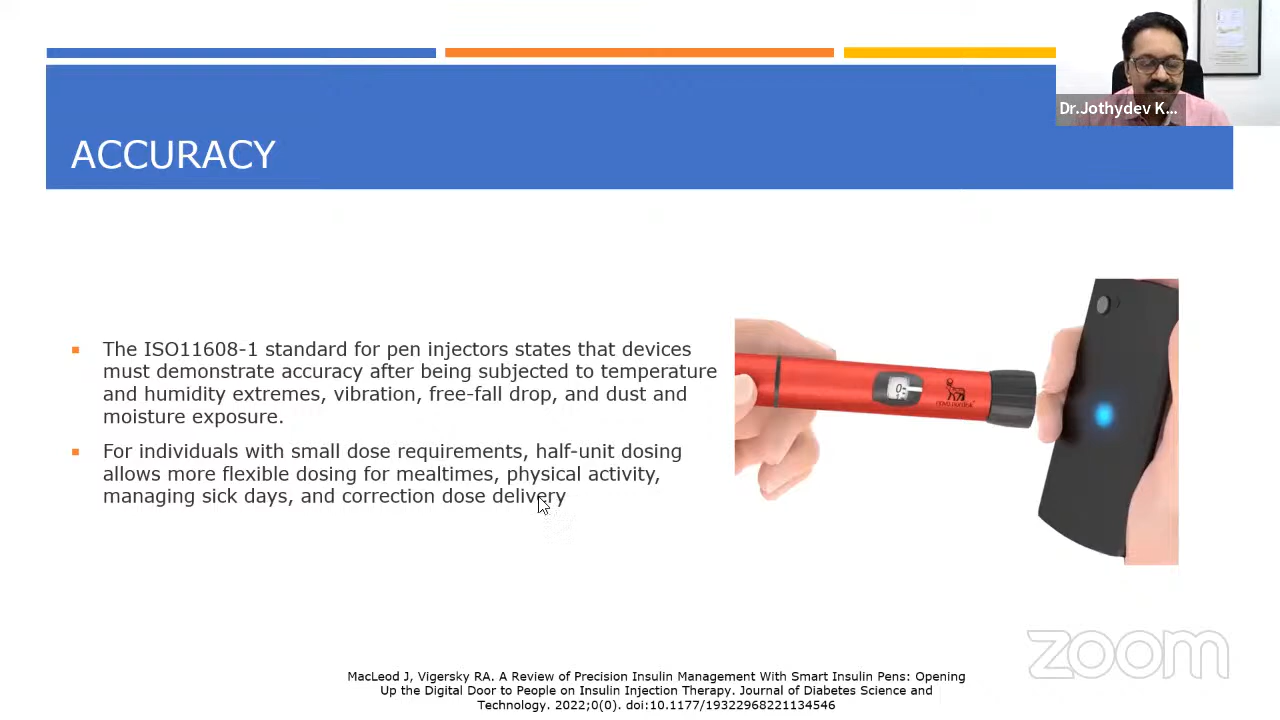 Dr.Jothydev K...
ACCURACY
The ISO11608-1 standard for pen injectors states that devices
must demonstrate accuracy after being subjected to temperature
and humidity extremes, vibration, free-fall drop, and dust and
moisture exposure.
For individuals with small dose requirements, half-unit dosing
allows more flexible dosing for mealtimes, physical activity,
managing sick days, and correction dose delivery
novo nordisk
zoom
MacLeod J, Vigersky RA. A Review of Precision Insulin Management With Smart Insulin Pens: Opening
Up the Digital Door to People on Insulin Injection Therapy. Journal of Diabetes Science and
Technology. 2022;0(0). doi:10.1177/19322968221134546